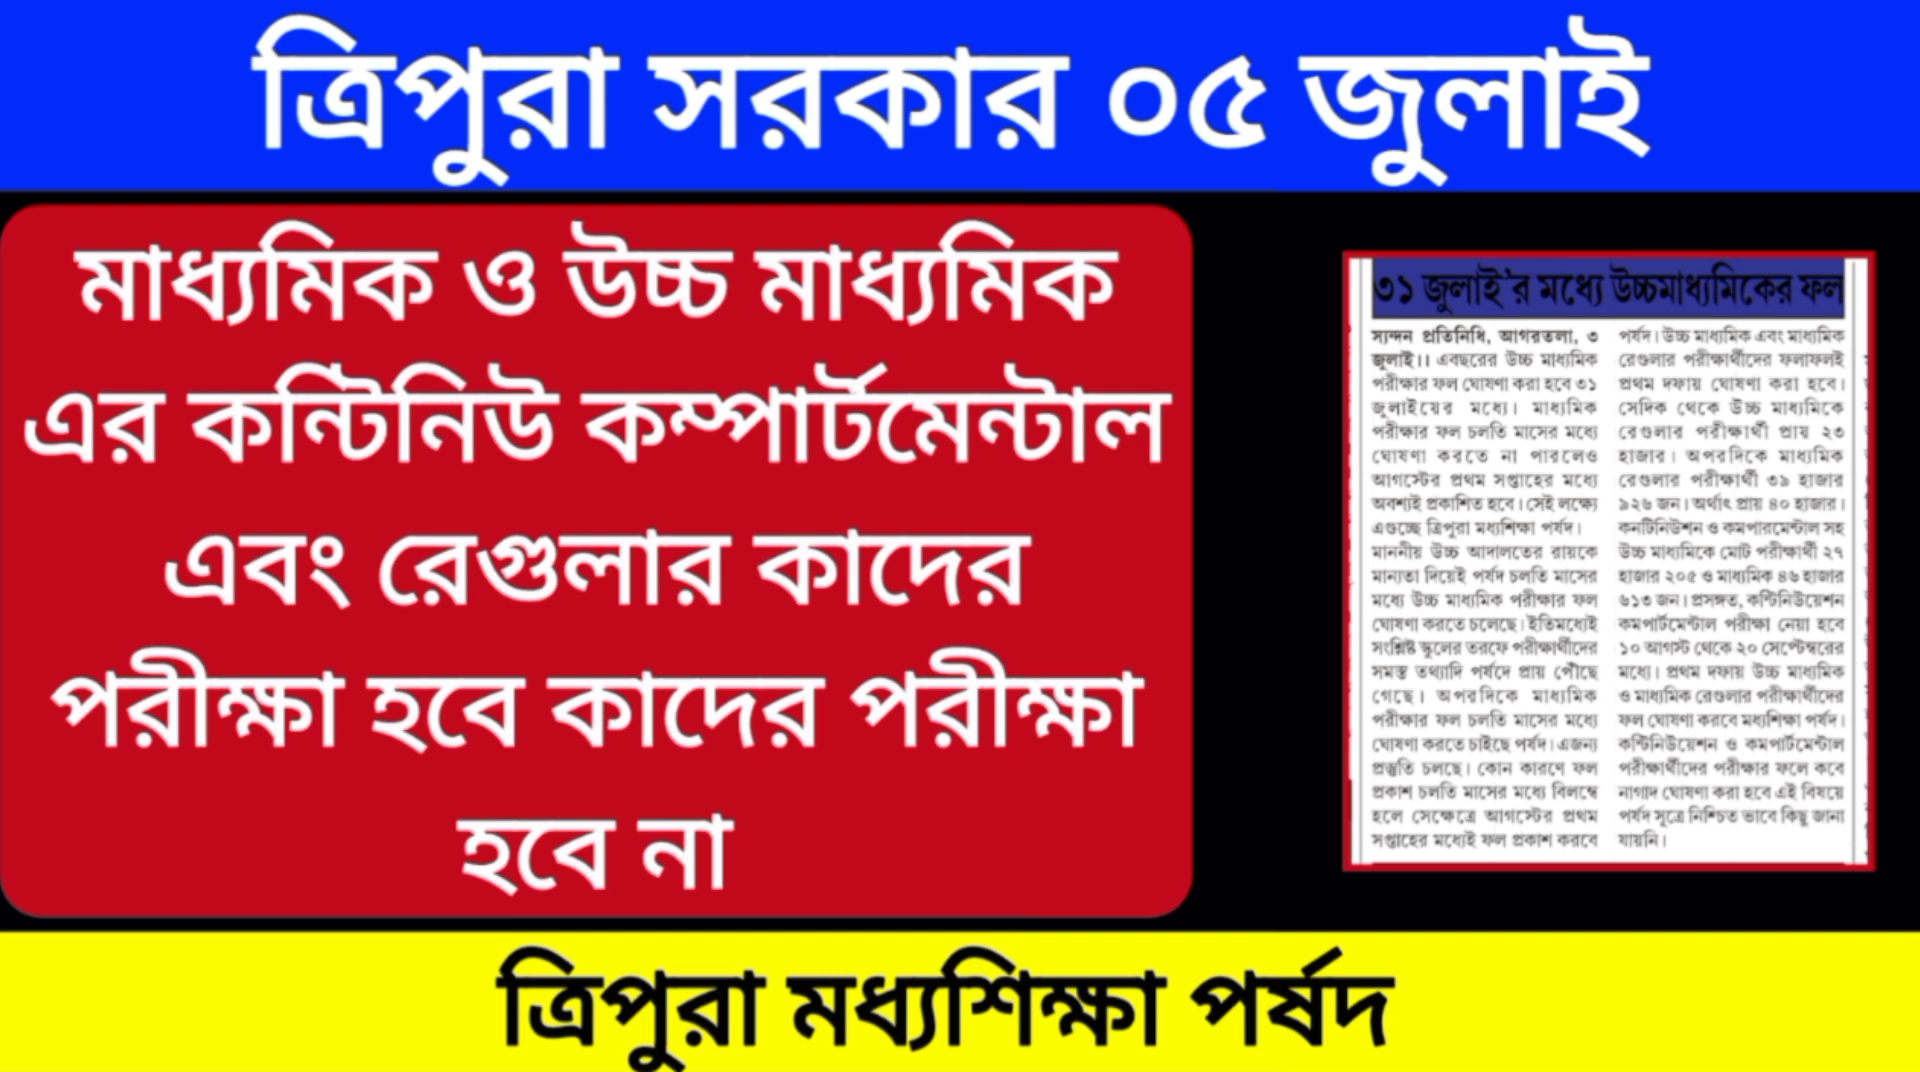 ত্রিপুরা সরকার ০৫ জুলাই
মাধ্যমিক ও উচ্চ মাধ্যমিক
এর কন্টিনিউ কম্পার্টমেন্টাল
এবং রেগুলার কাদের
পরীক্ষা হবে কাদের পরীক্ষা
হবে না
৩১ জুলাই'র মধ্যে উচ্চমাধ্যমিকের ফল
স্যন্দন প্রতিনিধি, আগরতলা, ৩
জুলাই।। এবছরের উচ্চ মাধ্যমিক
পরীক্ষার ফল ঘোষণা করা হবে ৩১
জুলাইয়ের মধ্যে। মাধ্যমিক
পরীক্ষার ফল চলতি মাসের মধ্যে
ঘোষণা করতে না পারলেও
আগস্টের প্রথম সপ্তাহের মধ্যে
অবশ্যই প্রকাশিত হবে। সেই লক্ষ্যে
এগুচ্ছে ত্রিপুরা মধ্যশিক্ষা পর্ষদ।
মাননীয় উচ্চ আদালতের রায়কে
মান্যতা দিয়েই পর্ষদ চলতি মাসের
মধ্যে উচ্চ মাধ্যমিক পরীক্ষার ফল
ঘোষণা করতে চলেছে। ইতিমধ্যেই
সংশ্লিষ্ট স্কুলের তরফে পরীক্ষার্থীদের
সমস্ত তথ্যাদি পর্ষদে প্রায় পৌঁছে
গেছে। অপরদিকে মাধ্যমিক
পরীক্ষার ফল চলতি মাসের মধ্যে
ঘোষণা করতে চাইছে পর্ষদ। এজন্য
প্রস্তুতি চলছে। কোন কারণে ফল
প্রকাশ চলতি মাসের মধ্যে বিলম্বে
হলে সেক্ষেত্রে আগস্টের প্রথম
সপ্তাহের মধ্যেই ফল প্রকাশ করবে
পর্ষদ। উচ্চ মাধ্যমিক এবং মাধ্যমিক
রেগুলার পরীক্ষার্থীদের ফলাফলই
প্রথম দফায় ঘোষণা করা হবে।
সেদিক থেকে উচ্চ মাধ্যমিকে
রেগুলার পরীক্ষার্থী প্রায় ২৩
হাজার। অপরদিকে মাধ্যমিক
রেগুলার পরীক্ষার্থী ৩৯ হাজার
৯২৬ জন। অর্থাৎ প্রায় ৪০ হাজার।
কনটিনিউশন ও কমপারমেন্টাল সহ
উচ্চ মাধ্যমিকে মোট পরীক্ষার্থী ২৭
হাজার ২০৫ ও মাধ্যমিক ৪৬ হাজার
৬১৩ জন। প্রসঙ্গত, কন্টিনিউয়েশন
কমপার্টমেন্টাল পরীক্ষা নেয়া হবে
১০ আগস্ট থেকে ২০ সেপ্টেম্বরের
মধ্যে। প্রথম দফায় উচ্চ মাধ্যমিক
ও মাধ্যমিক রেগুলার পরীক্ষার্থীদের
ফল ঘোষণা করবে মধ্যশিক্ষা পর্ষদ।
কন্টিনিউয়েশন ও কমপার্টমেন্টাল
পরীক্ষার্থীদের পরীক্ষার ফলে কবে
নাগাদ ঘোষণা করা হবে এই বিষয়ে
পর্ষদ সূত্রে নিশ্চিত ভাবে কিছু জানা
যায়নি।
ত্রিপুরা মধ্যশিক্ষা পর্ষদ